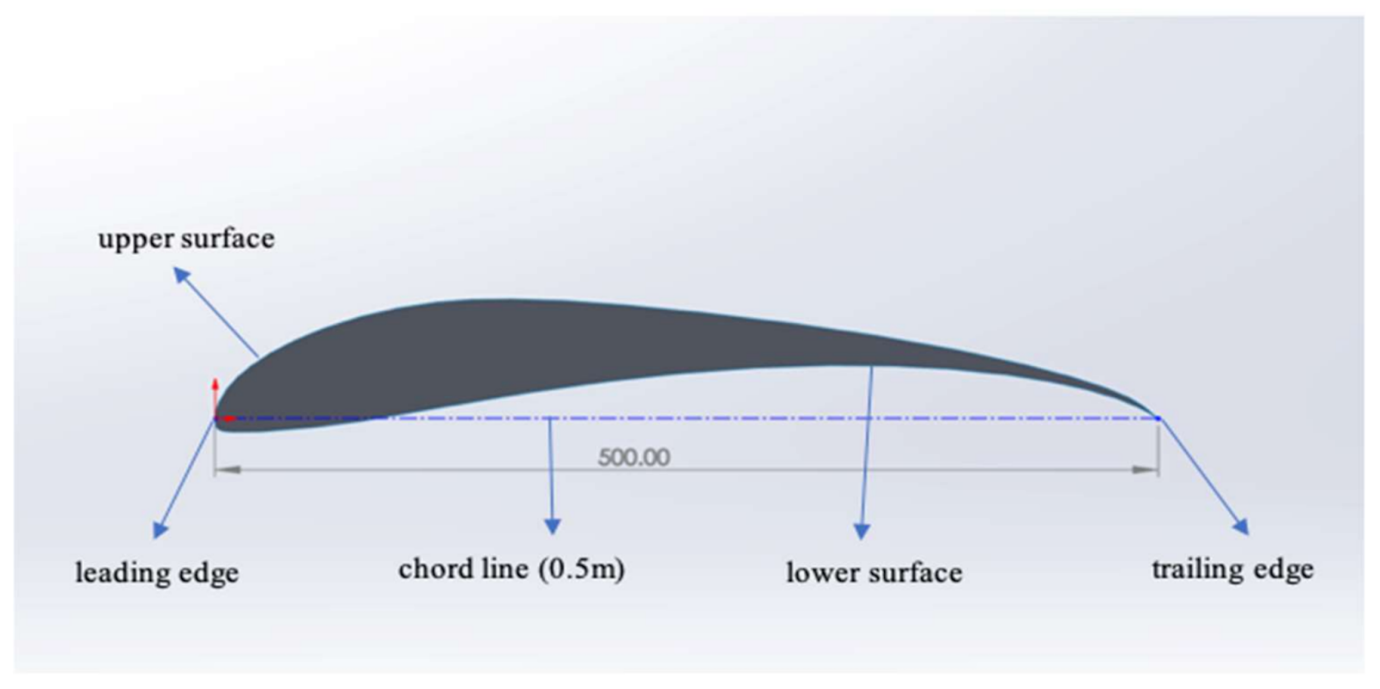 upper surface
500.00
leading edge
chord line (0.5m)
lower surface
trailing edge